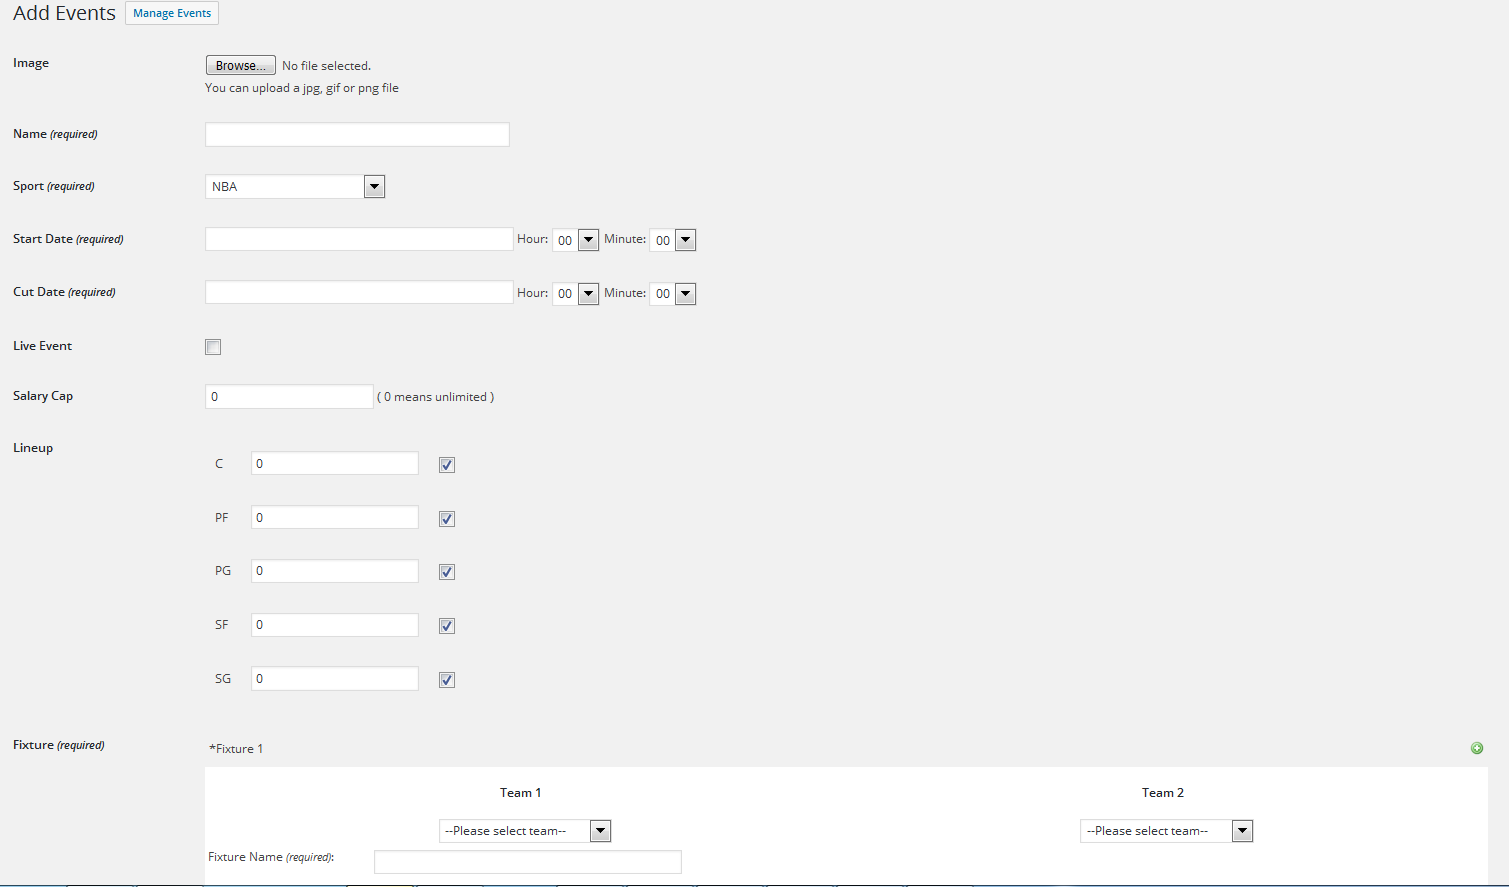 Add Events Manage Events
Image Browse... No file selected.
You can upload a jpg, gif or png file
Name (required)
Sport (required) NBA
Start Date (required) Hour: 00 Minute: 00
Cut Date (required) Hour: 00 Minute: 00
Live Event
Salary Cap 0 ( 0 means unlimited )
Lineup
C 0
PF 0
PG 0
SF 0
SG 0
Fixture (required) *Fixture 1
Team 1 Team 2
--Please select team-- --Please select team--
Fixture Name (required):